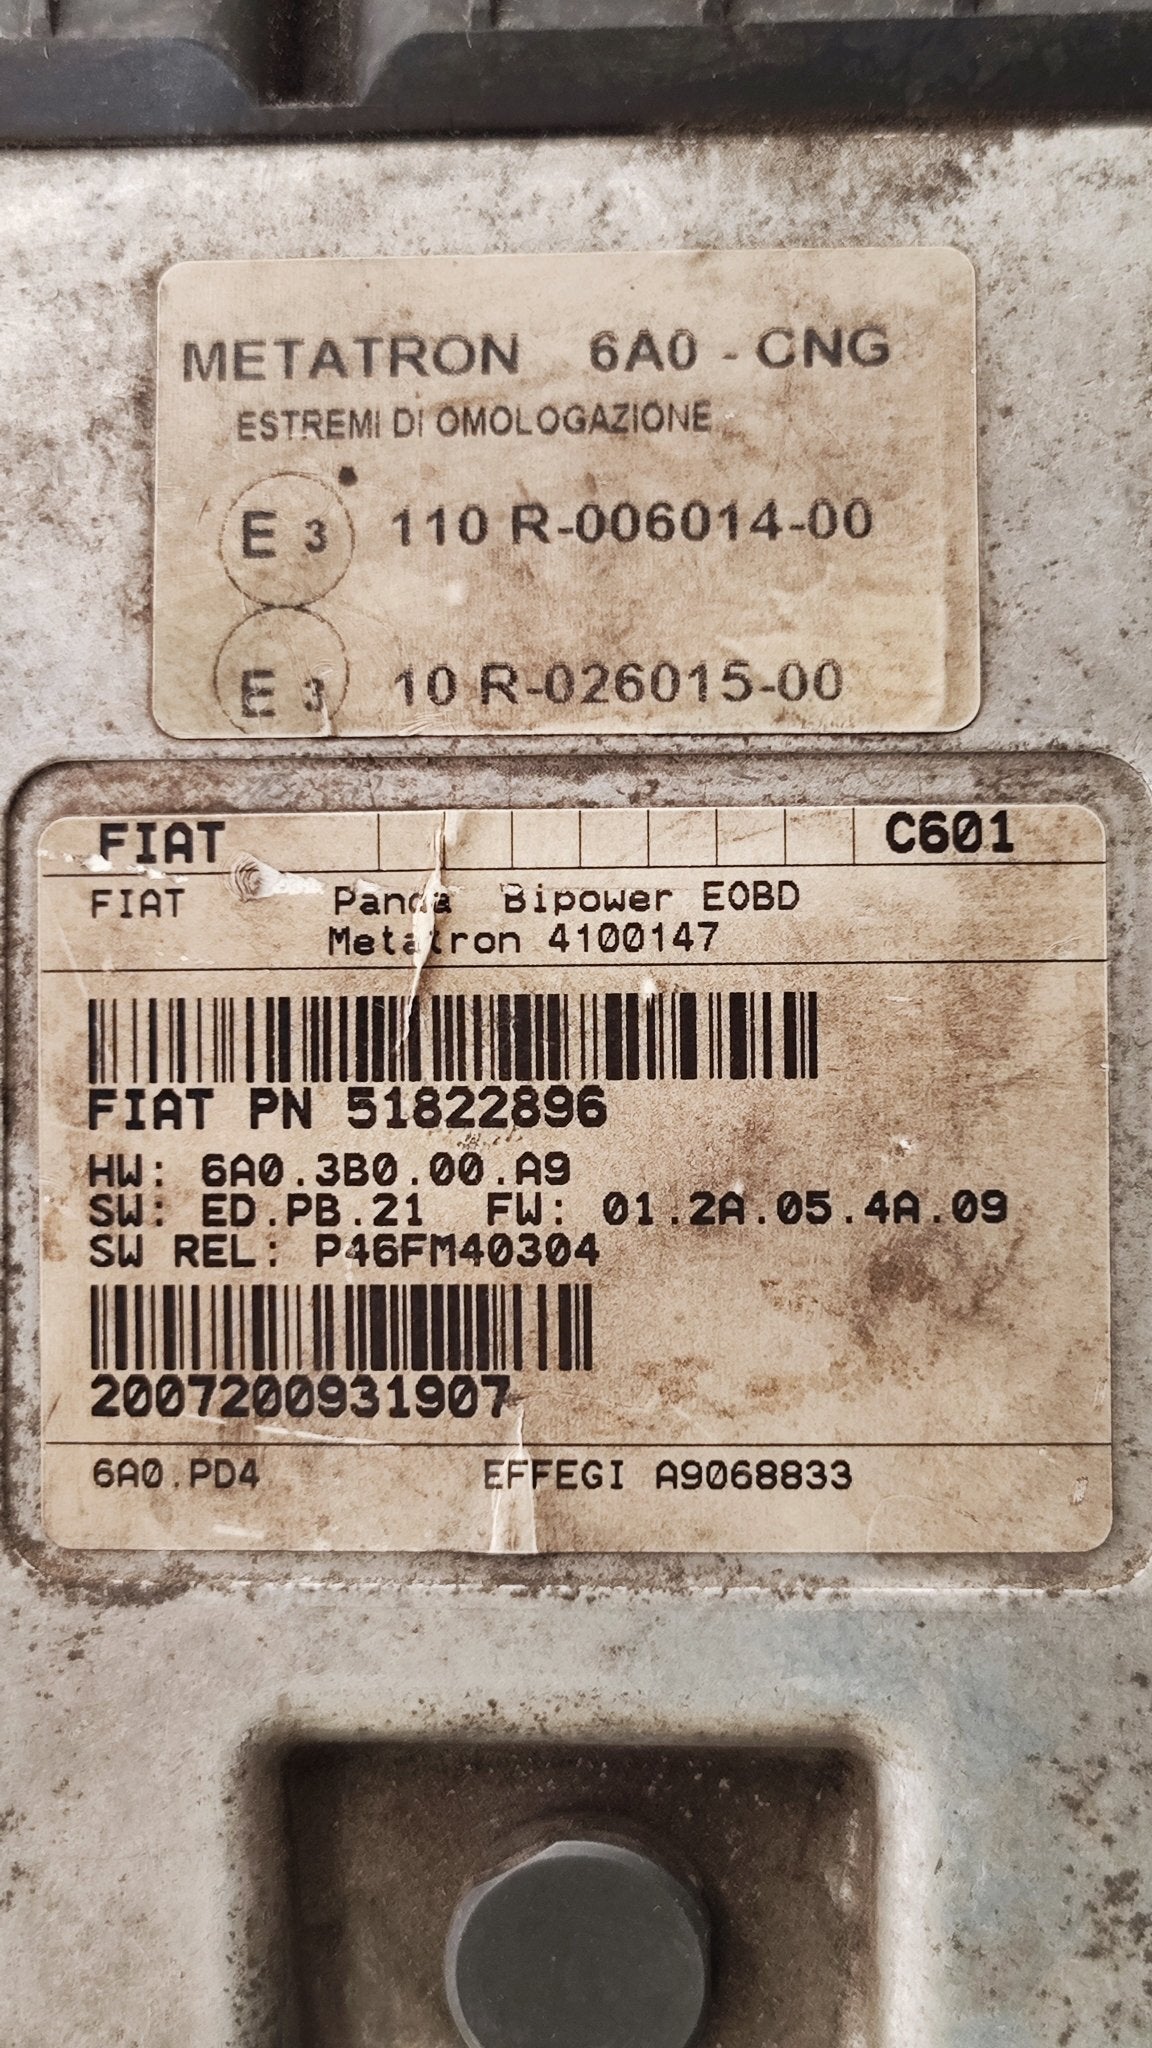 METATRON 6A0 - CNG
ESTREMI DI OMOLOGAZIONE
E 3 110 R-006014-00
E 3 10 R-026015-00
FIAT C601
FIAT Panda Bipower EOBD
Metatron 4100147
FIAT PN 51822896
HW: 6A0.3B0.00.A9
SW: ED.PB.21 FW: 01.2A.05.4A.09
SW REL: P46FM40304
2007200931907
6A0.PD4 EFFEGI A9068833